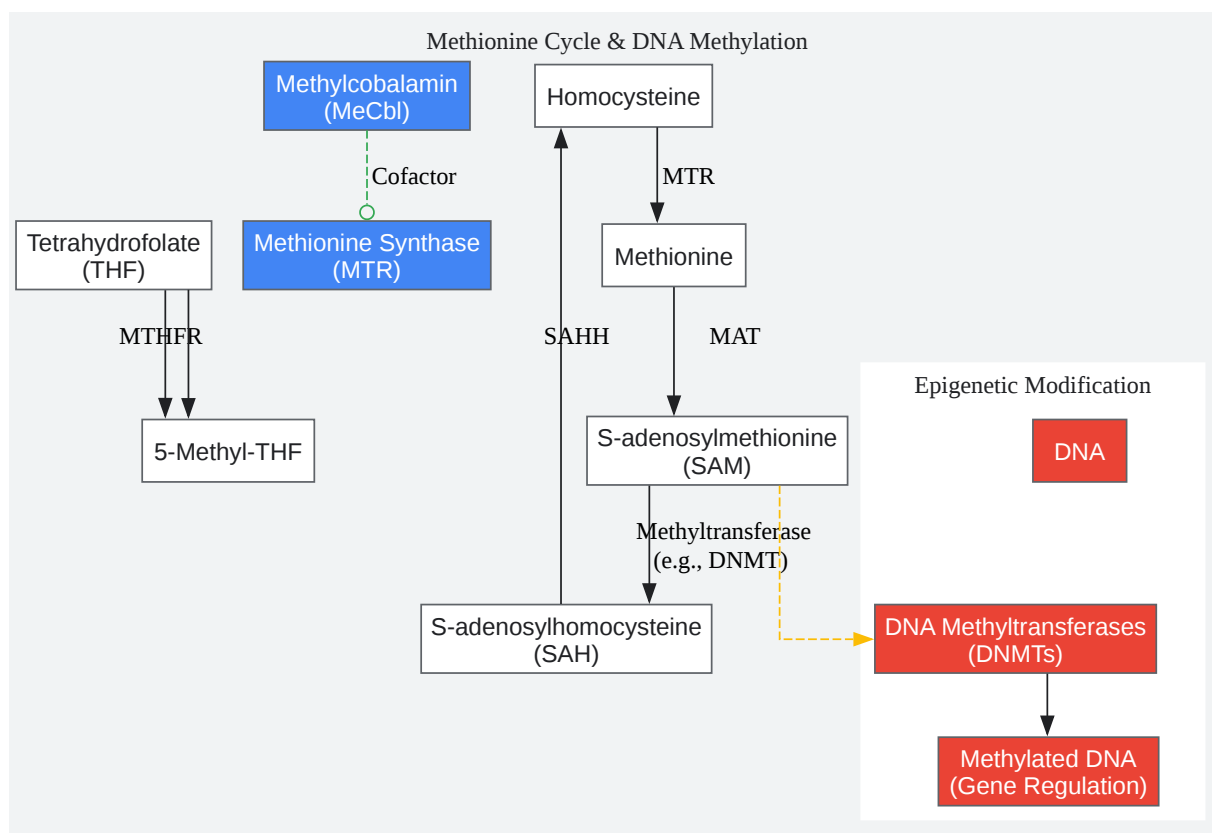 Methionine Cycle & DNA Methylation
Methylcobalamin
(MeCbl)
Homocysteine
Cofactor
MTR
Tetrahydrofolate
(THF)
Methionine Synthase
(MTR)
Methionine
MTHFR
SAHH
MAT
Epigenetic Modification
5-Methyl-THF
S-adenosylmethionine
(SAM)
DNA
Methyltransferase
(e.g., DNMT)
S-adenosylhomocysteine
(SAH)
DNA Methyltransferases
(DNMTs)
Methylated DNA
(Gene Regulation)